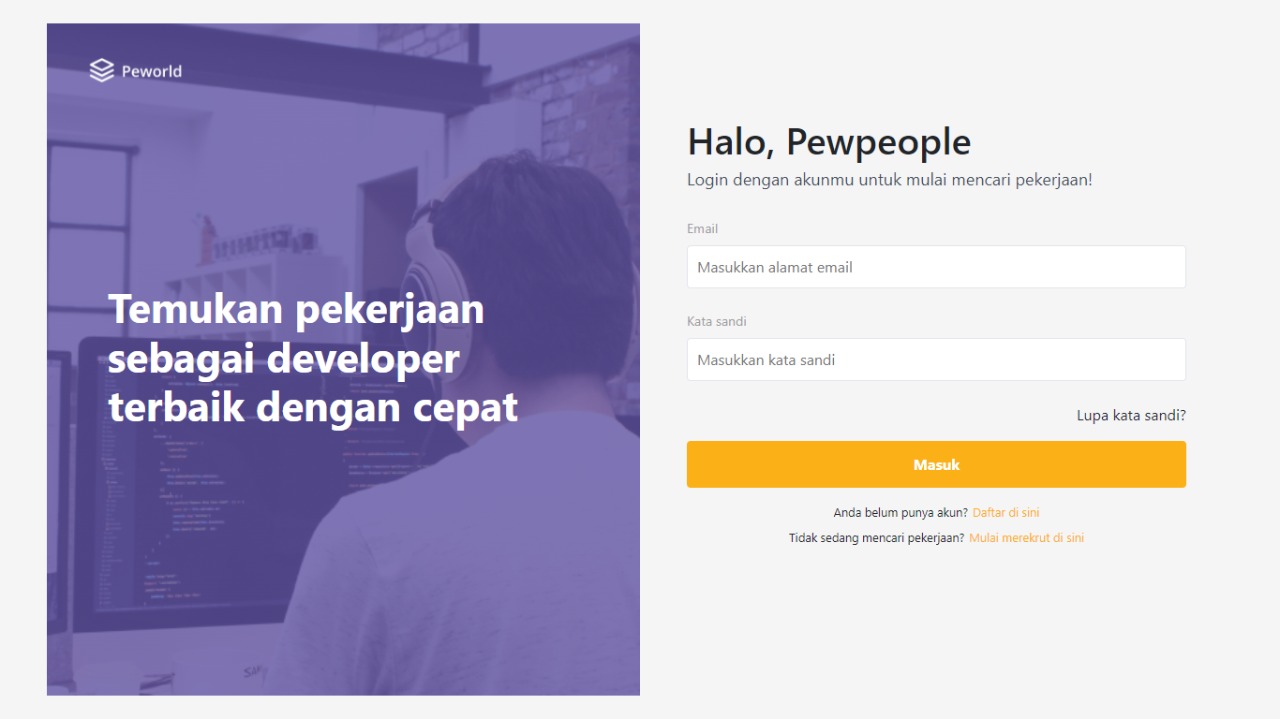 Peworld
Temukan pekerjaan
sebagai developer
terbaik dengan cepat
Halo, Pewpeople
Login dengan akunmu untuk mulai mencari pekerjaan!
Email
Masukkan alamat email
Kata sandi
Masukkan kata sandi
Lupa kata sandi?
Masuk
Anda belum punya akun? Daftar di sini
Tidak sedang mencari pekerjaan? Mulai merekrut di sini